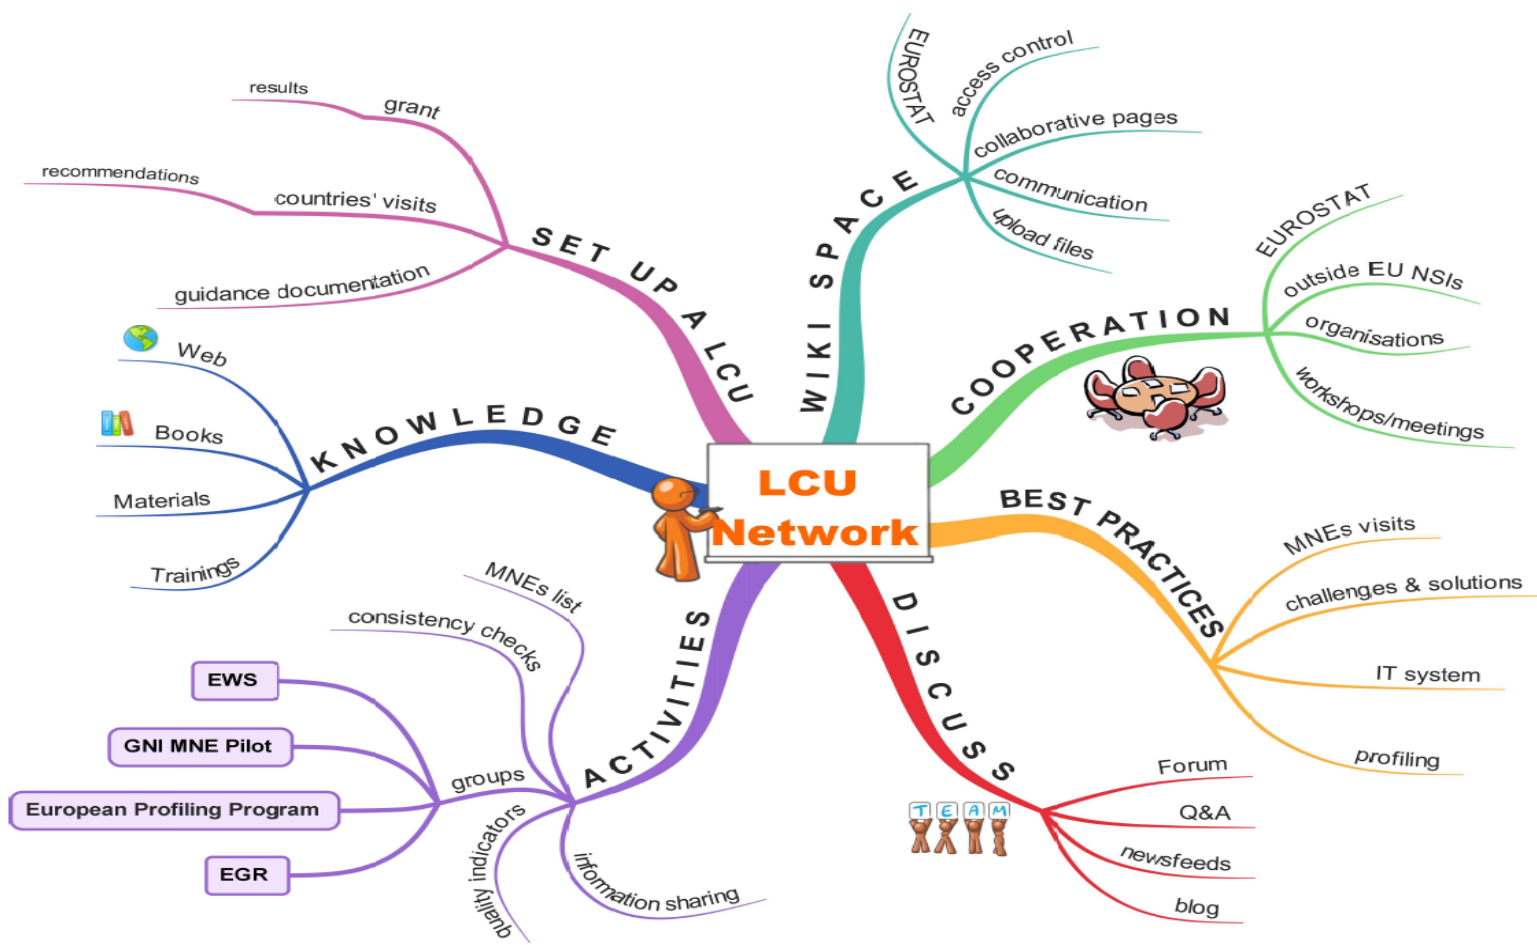 LCU
Network
SET UP A LCU
grant
results
countries' visits
recommendations
guidance documentation
KNOWLEDGE
Web
Books
Materials
Trainings
ACTIVITIES
MNEs list
consistency checks
groups
EWS
GNI MNE Pilot
European Profiling Program
EGR
quality indicators
information sharing
WIKI SPACE
EUROSTAT
access control
collaborative pages
communication
upload files
COOPERATION
EUROSTAT
outside EU NSIs
organisations
workshops/meetings
BEST PRACTICES
MNEs visits
challenges & solutions
IT system
profiling
DISCUSS
TEAM
Forum
Q&A
newsfeeds
blog